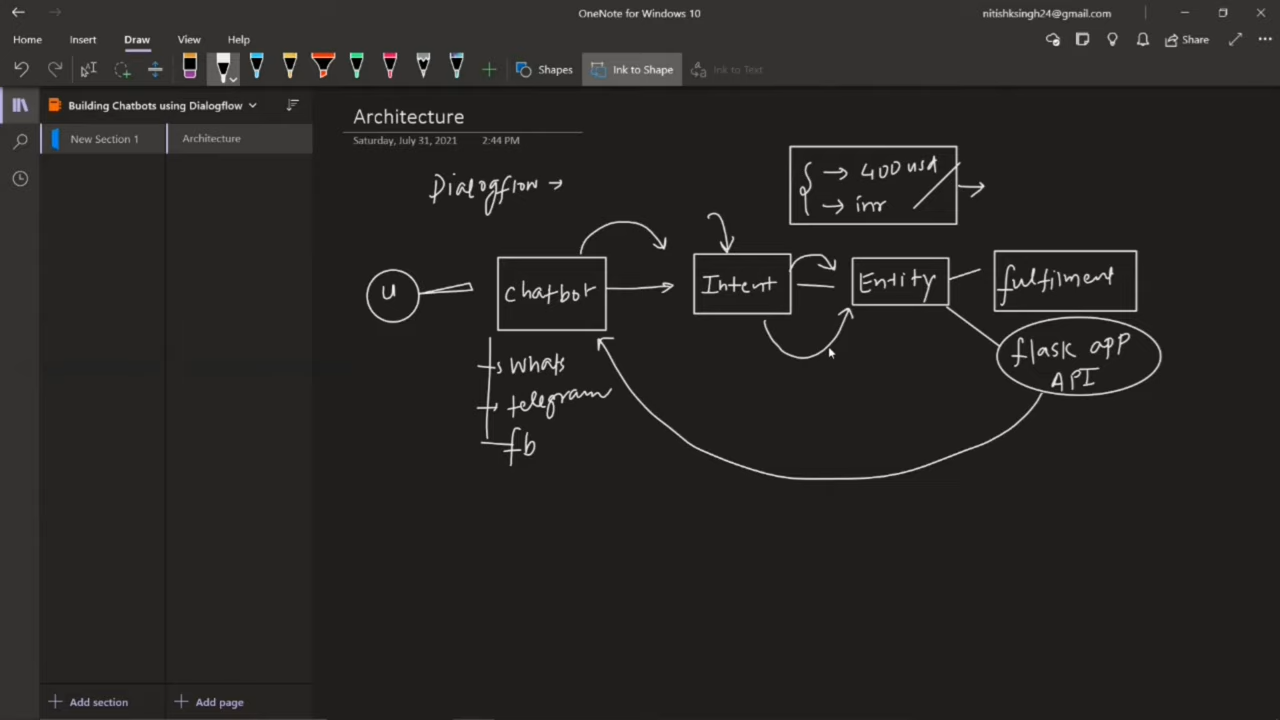 OneNote for Windows 10
nitishksingh24@gmail.com
Home Insert Draw View Help
Share
Shapes
Ink to Shape
Ink to Text
Building Chatbots using Dialogflow
New Section 1
Architecture
Architecture
Saturday, July 31, 2021 2:44 PM
Dialogflow →
→ 400 usd
→ inr
u
Chatbot
Intent
Entity
fulfilment
flask app
API
whats
telegram
fb
Add section
Add page